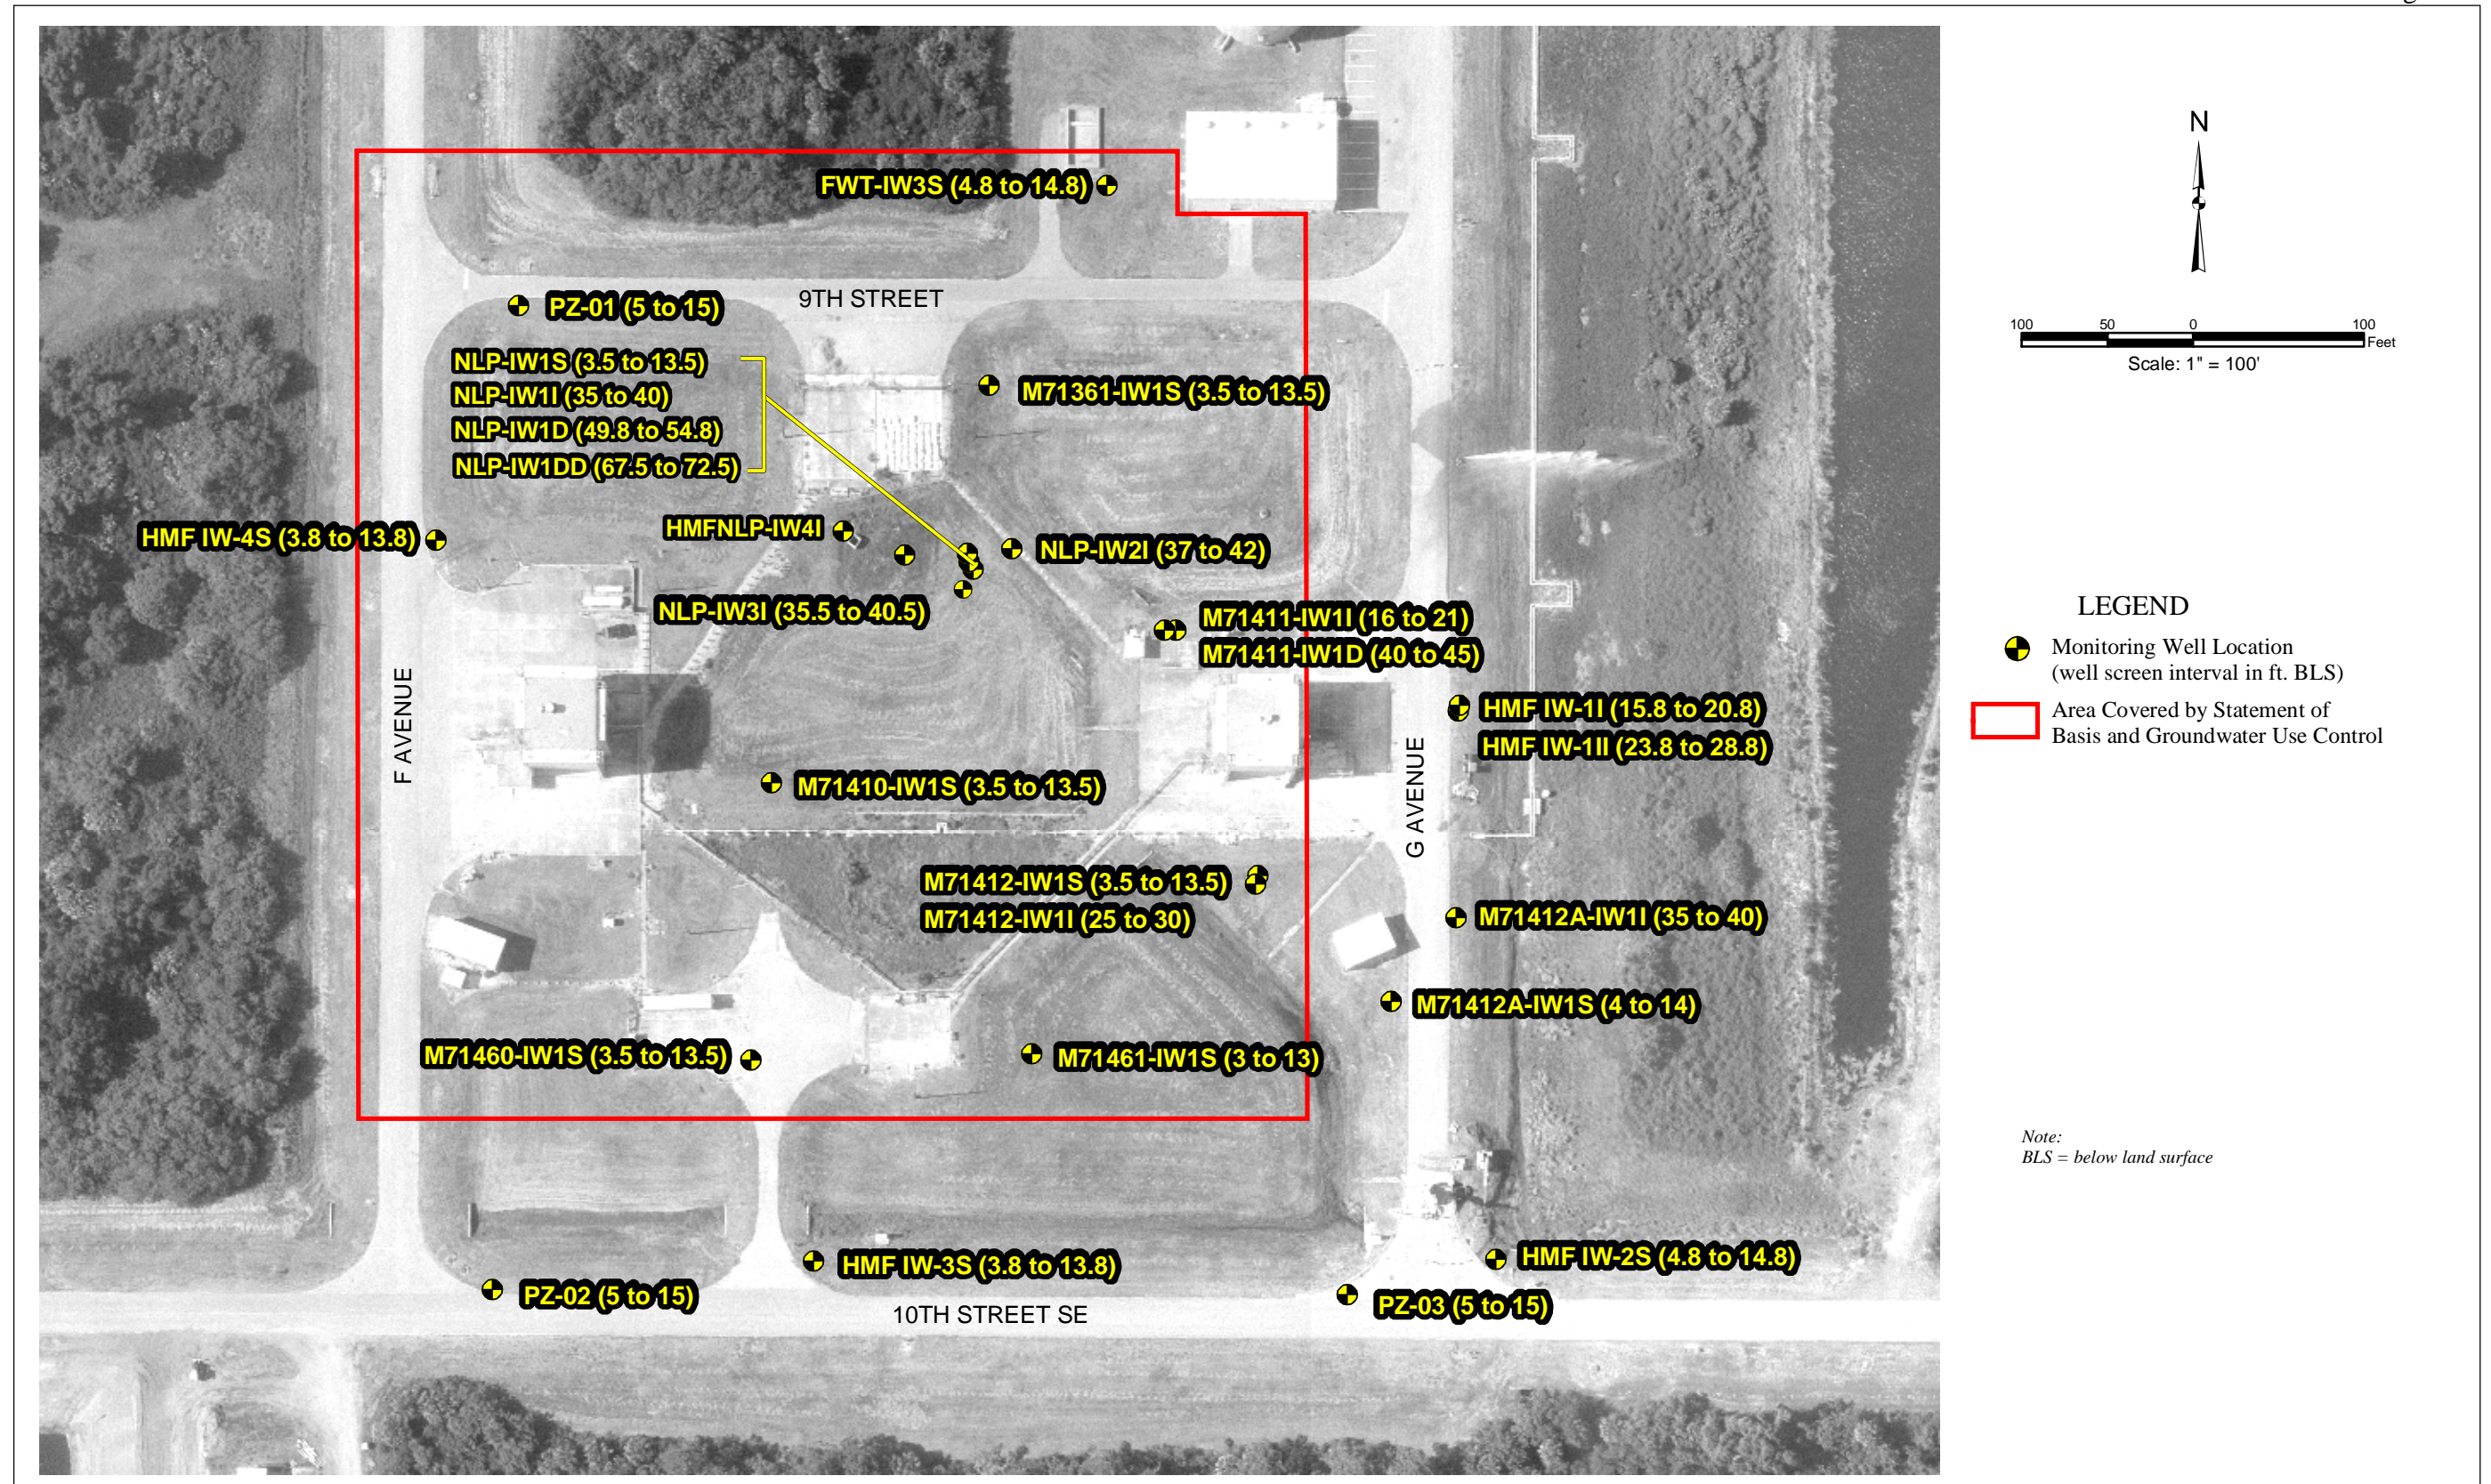 FWT-IW3S (4.8 to 14.8)
9TH STREET
PZ-01 (5 to 15)
NLP-IW1S (3.5 to 13.5)
NLP-IW1I (35 to 40)
NLP-IW1D (49.8 to 54.8)
NLP-IW1DD (67.5 to 72.5)
M71361-IW1S (3.5 to 13.5)
HMF IW-4S (3.8 to 13.8)
HMFNLP-IW4I
NLP-IW2I (37 to 42)
NLP-IW3I (35.5 to 40.5)
M71411-IW1I (16 to 21)
M71411-IW1D (40 to 45)
F AVENUE
HMF IW-1I (15.8 to 20.8)
HMF IW-1II (23.8 to 28.8)
G AVENUE
M71410-IW1S (3.5 to 13.5)
M71412-IW1S (3.5 to 13.5)
M71412-IW1I (25 to 30)
M71412A-IW1I (35 to 40)
M71412A-IW1S (4 to 14)
M71460-IW1S (3.5 to 13.5)
M71461-IW1S (3 to 13)
HMF IW-3S (3.8 to 13.8)
HMF IW-2S (4.8 to 14.8)
PZ-02 (5 to 15)
PZ-03 (5 to 15)
10TH STREET SE
N
100 50 0 100
Feet
Scale: 1" = 100'
LEGEND
Monitoring Well Location
(well screen interval in ft. BLS)
Area Covered by Statement of
Basis and Groundwater Use Control
Note:
BLS = below land surface